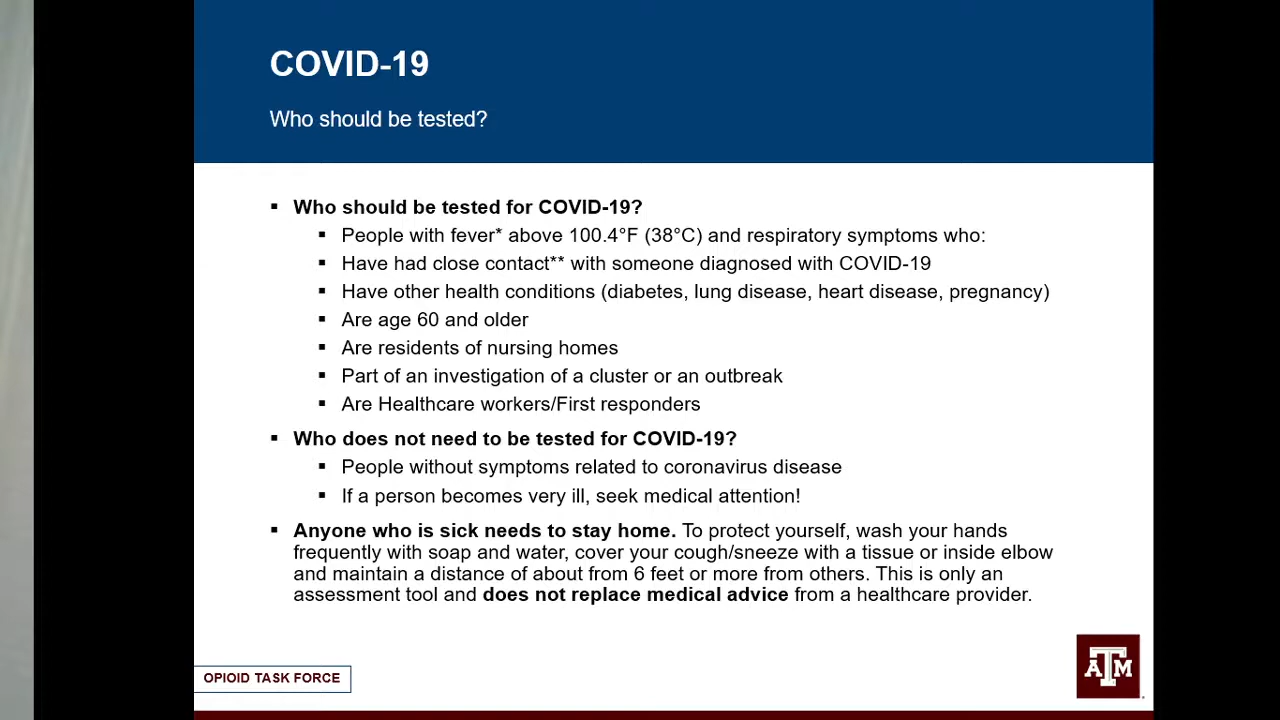 COVID-19
Who should be tested?
▪ Who should be tested for COVID-19?
▪ People with fever* above 100.4°F (38°C) and respiratory symptoms who:
▪ Have had close contact** with someone diagnosed with COVID-19
▪ Have other health conditions (diabetes, lung disease, heart disease, pregnancy)
▪ Are age 60 and older
▪ Are residents of nursing homes
▪ Part of an investigation of a cluster or an outbreak
▪ Are Healthcare workers/First responders
▪ Who does not need to be tested for COVID-19?
▪ People without symptoms related to coronavirus disease
▪ If a person becomes very ill, seek medical attention!
▪ Anyone who is sick needs to stay home. To protect yourself, wash your hands
frequently with soap and water, cover your cough/sneeze with a tissue or inside elbow
and maintain a distance of about from 6 feet or more from others. This is only an
assessment tool and does not replace medical advice from a healthcare provider.
OPIOID TASK FORCE
ATM